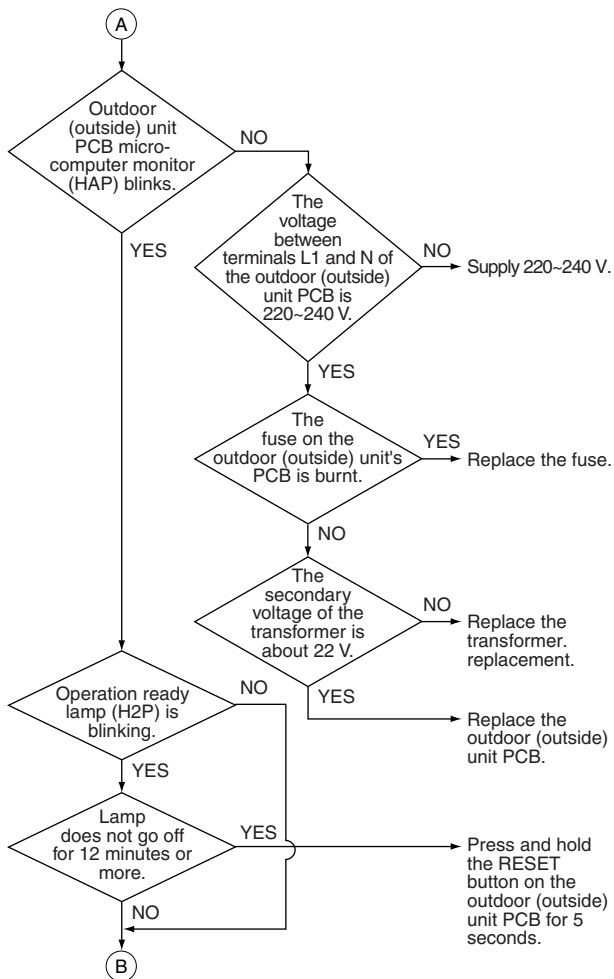 A
Outdoor
(outside) unit
PCB micro-
computer monitor
(HAP) blinks.
NO
YES
The
voltage
between
terminals L1 and N of
the outdoor (outside)
unit PCB is
220~240 V.
NO
Supply 220~240 V.
YES
The
fuse on the
outdoor (outside) unit's
PCB is burnt.
YES
Replace the fuse.
NO
The
secondary
voltage of the
transformer is
about 22 V.
NO
Replace the
transformer.
replacement.
YES
Replace the
outdoor (outside)
unit PCB.
Operation ready
lamp (H2P) is
blinking.
NO
YES
Lamp
does not go off
for 12 minutes or
more.
YES
Press and hold
the RESET
button on the
outdoor (outside)
unit PCB for 5
seconds.
NO
B